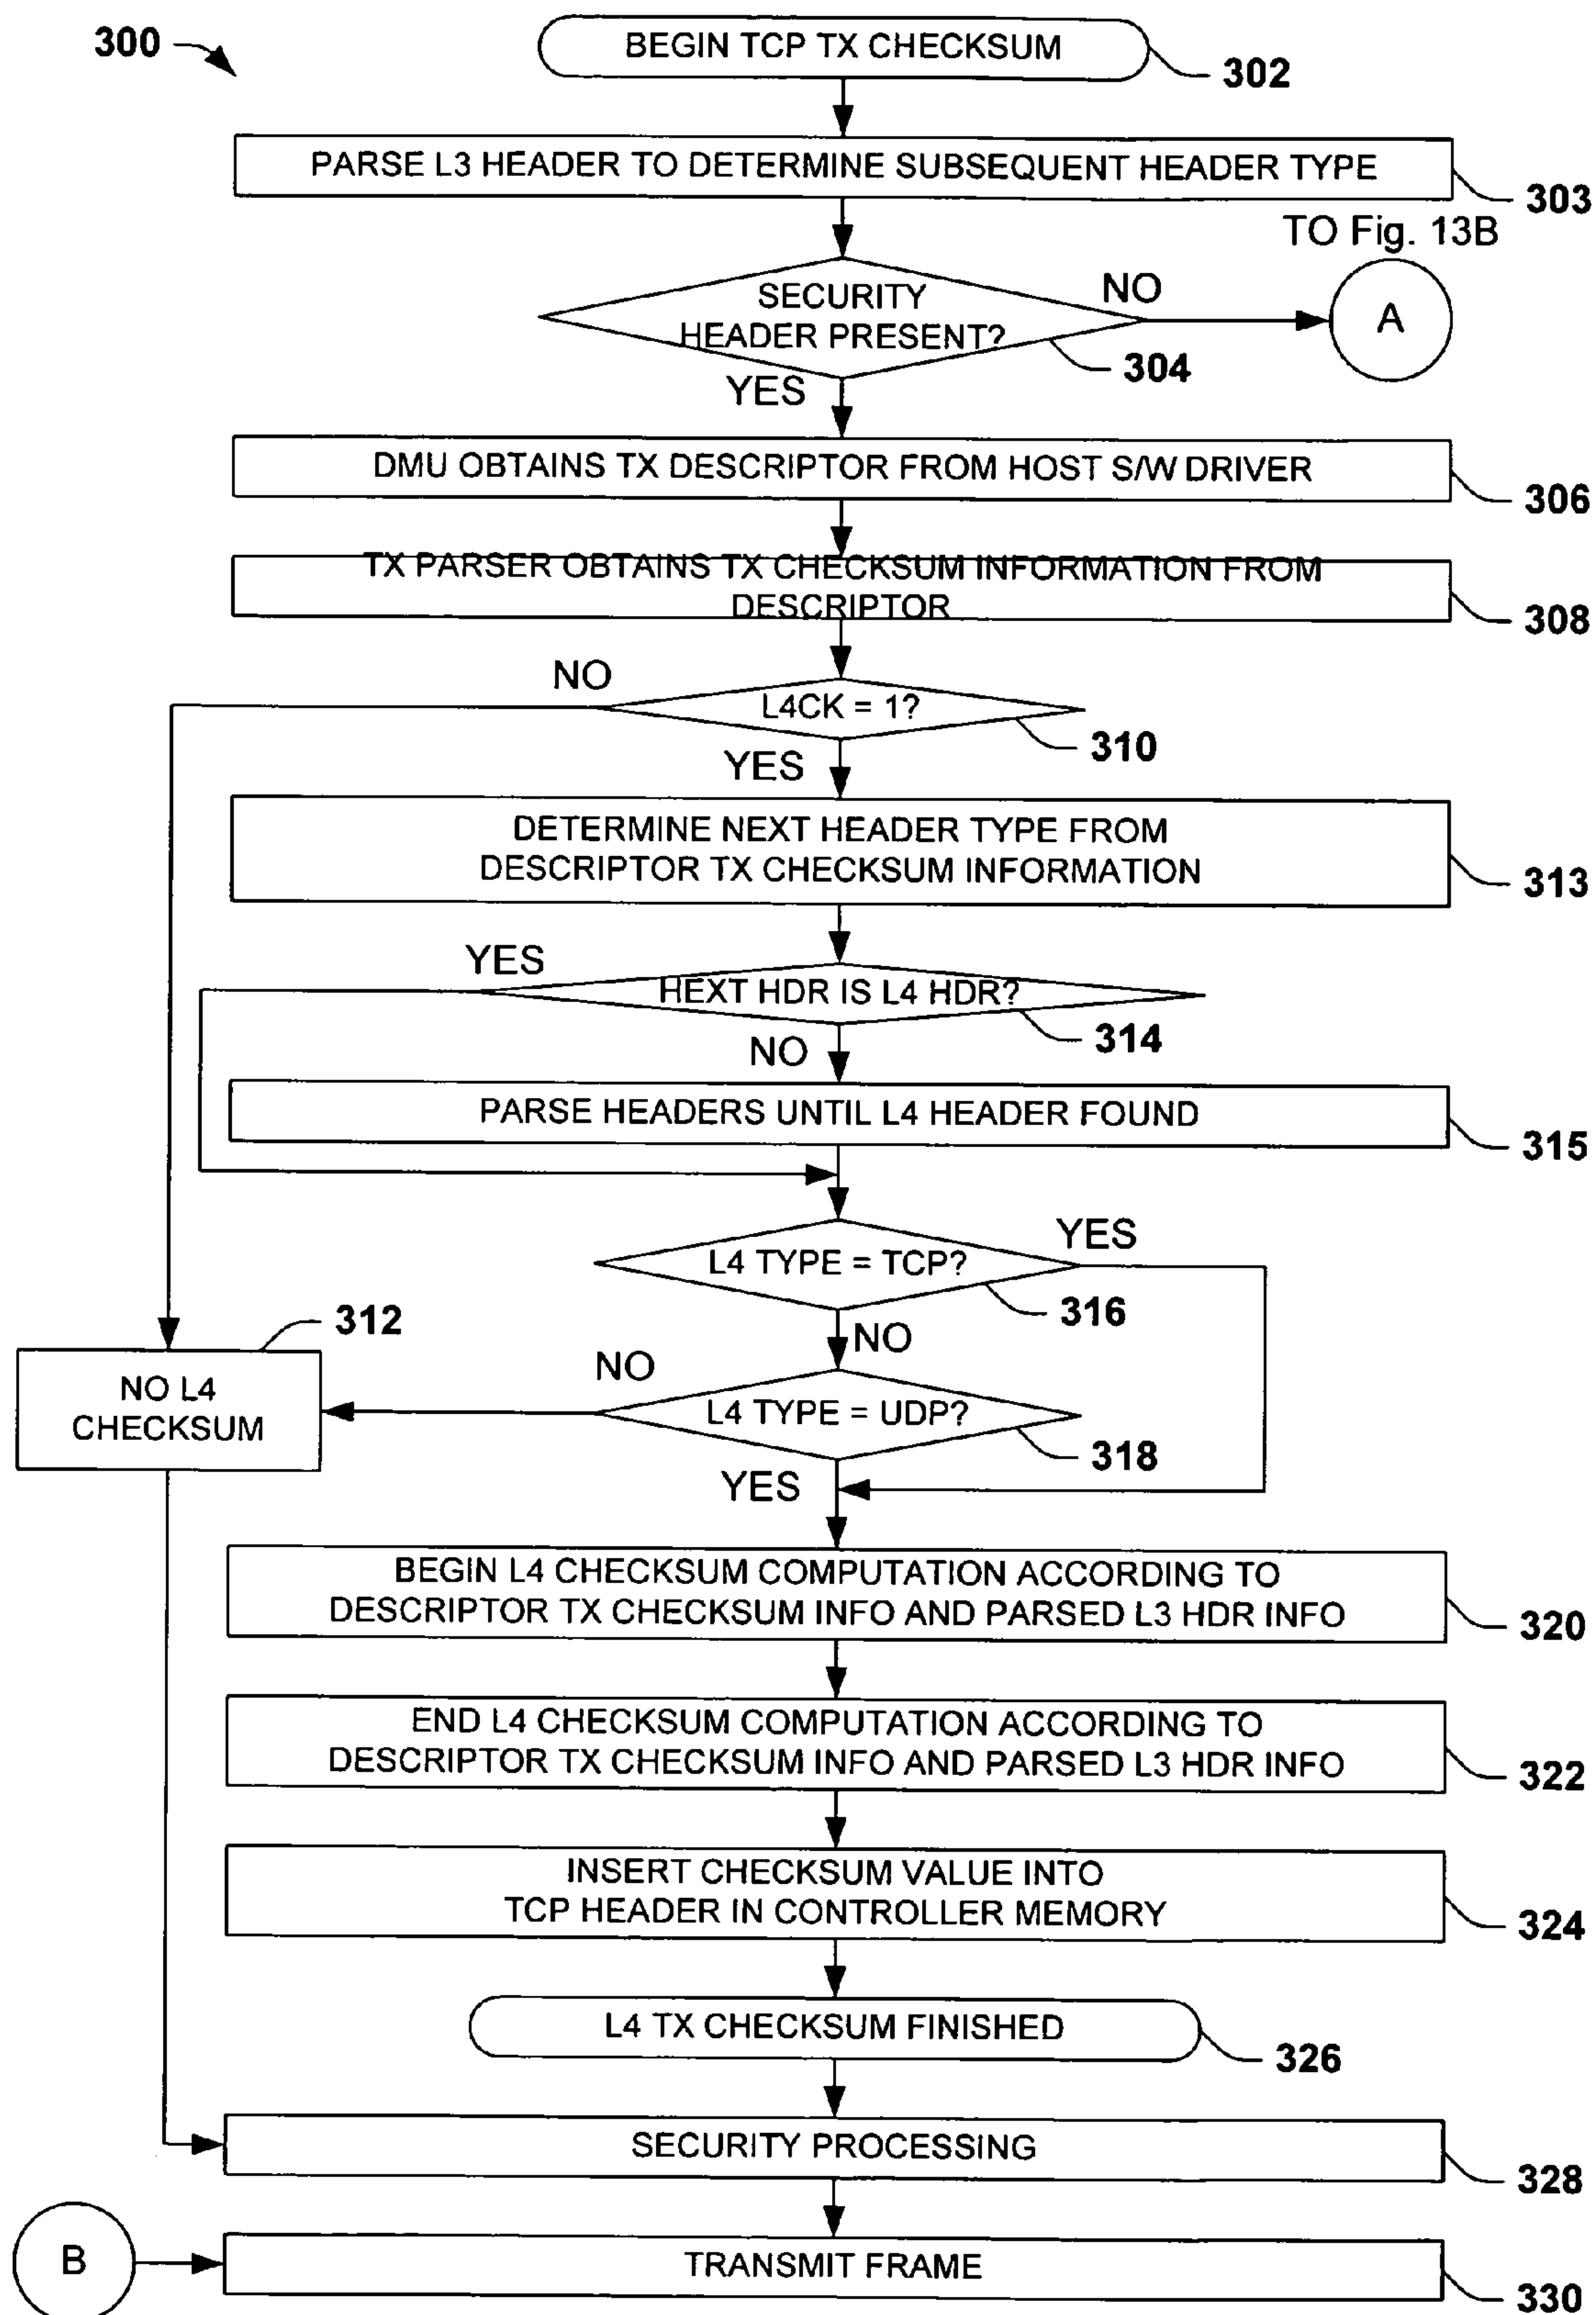 300
BEGIN TCP TX CHECKSUM
302
PARSE L3 HEADER TO DETERMINE SUBSEQUENT HEADER TYPE
303
TO Fig. 13B
SECURITY
HEADER PRESENT?
NO
A
304
YES
DMU OBTAINS TX DESCRIPTOR FROM HOST S/W DRIVER
306
TX PARSER OBTAINS TX CHECKSUM INFORMATION FROM
DESCRIPTOR
308
NO
L4CK = 1?
310
YES
DETERMINE NEXT HEADER TYPE FROM
DESCRIPTOR TX CHECKSUM INFORMATION
313
YES
HEXT HDR IS L4 HDR?
314
NO
PARSE HEADERS UNTIL L4 HEADER FOUND
315
L4 TYPE = TCP?
YES
316
NO
312
NO L4
CHECKSUM
NO
L4 TYPE = UDP?
318
YES
BEGIN L4 CHECKSUM COMPUTATION ACCORDING TO
DESCRIPTOR TX CHECKSUM INFO AND PARSED L3 HDR INFO
320
END L4 CHECKSUM COMPUTATION ACCORDING TO
DESCRIPTOR TX CHECKSUM INFO AND PARSED L3 HDR INFO
322
INSERT CHECKSUM VALUE INTO
TCP HEADER IN CONTROLLER MEMORY
324
L4 TX CHECKSUM FINISHED
326
SECURITY PROCESSING
328
B
TRANSMIT FRAME
330